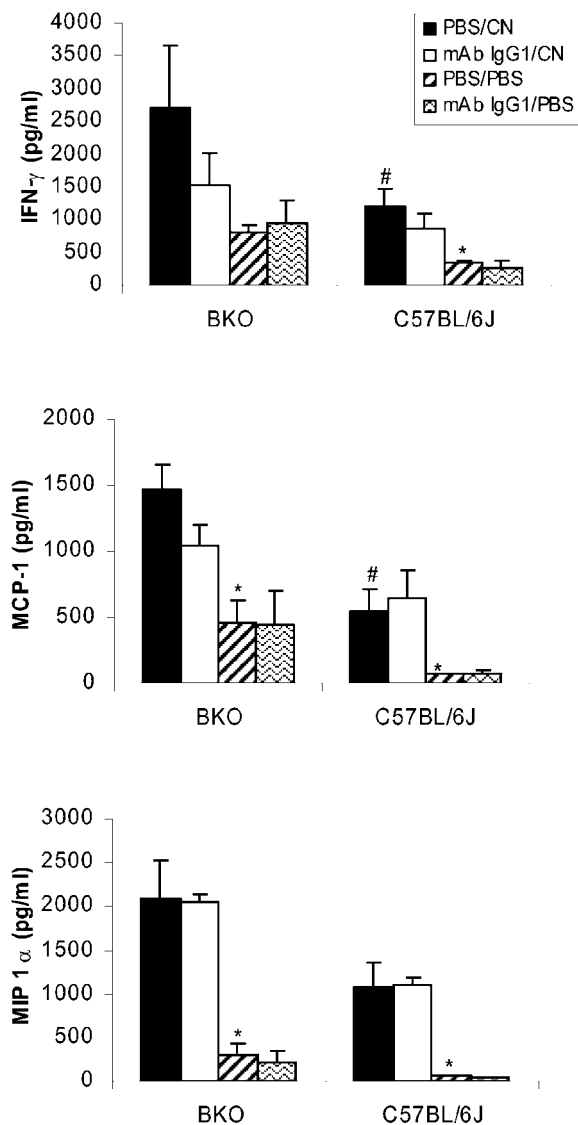 4000
3500
3000
2500
2000
1500
1000
500
0
IFN-γ (pg/ml)
PBS/CN
mAb IgG1/CN
PBS/PBS
mAb IgG1/PBS
#
*
BKO
C57BL/6J
2000
1500
1000
500
0
MCP-1 (pg/ml)
*
#
*
BKO
C57BL/6J
3000
2500
2000
1500
1000
500
0
MIP 1 α (pg/ml)
*
*
BKO
C57BL/6J